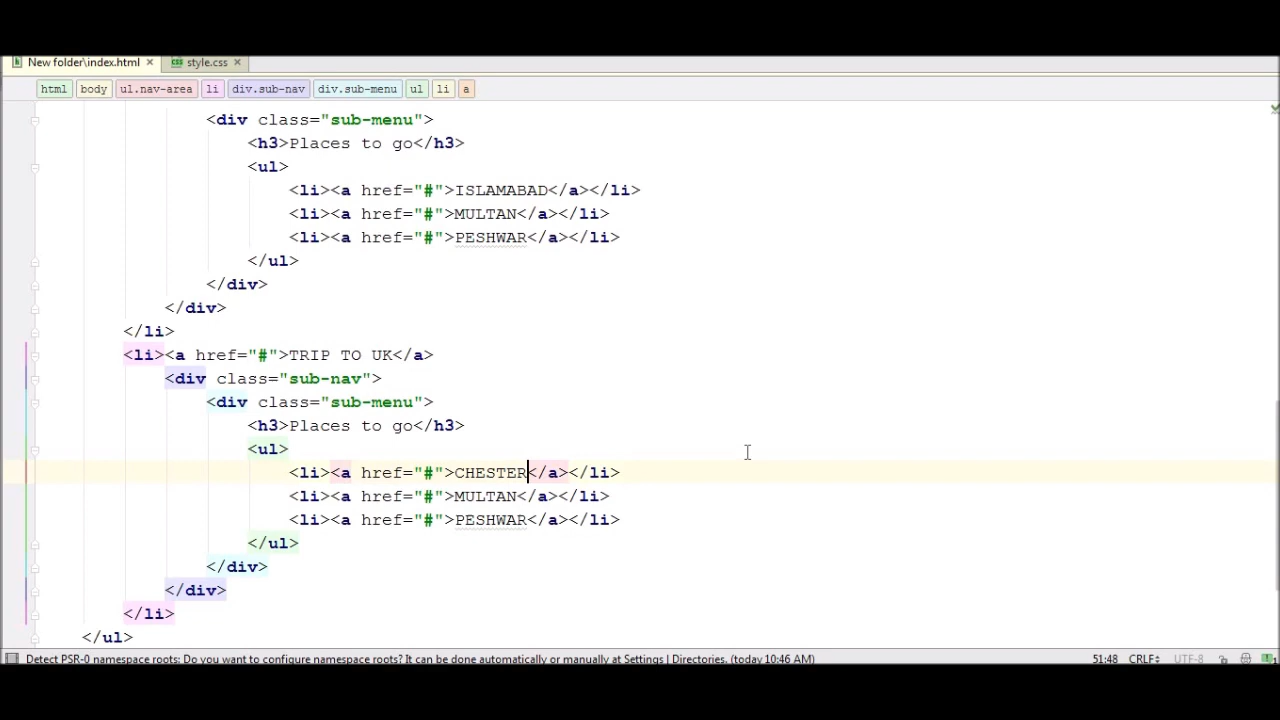 New folder\index.html × style.css ×
html body ul.nav-area li div.sub-nav div.sub-menu ul li a
<div class="sub-menu">
<h3>Places to go</h3>
<ul>
<li><a href="#">ISLAMABAD</a></li>
<li><a href="#">MULTAN</a></li>
<li><a href="#">PESHWAR</a></li>
</ul>
</div>
</div>
</li>
<li><a href="#">TRIP TO UK</a>
<div class="sub-nav">
<div class="sub-menu">
<h3>Places to go</h3>
<ul>
<li><a href="#">CHESTER</a></li>
<li><a href="#">MULTAN</a></li>
<li><a href="#">PESHWAR</a></li>
</ul>
</div>
</div>
</li>
</ul>
Detect PSR-0 namespace roots: Do you want to configure namespace roots? It can be done automatically or manually at Settings | Directories. (today 10:46 AM) 51:48 CRLF UTF-8